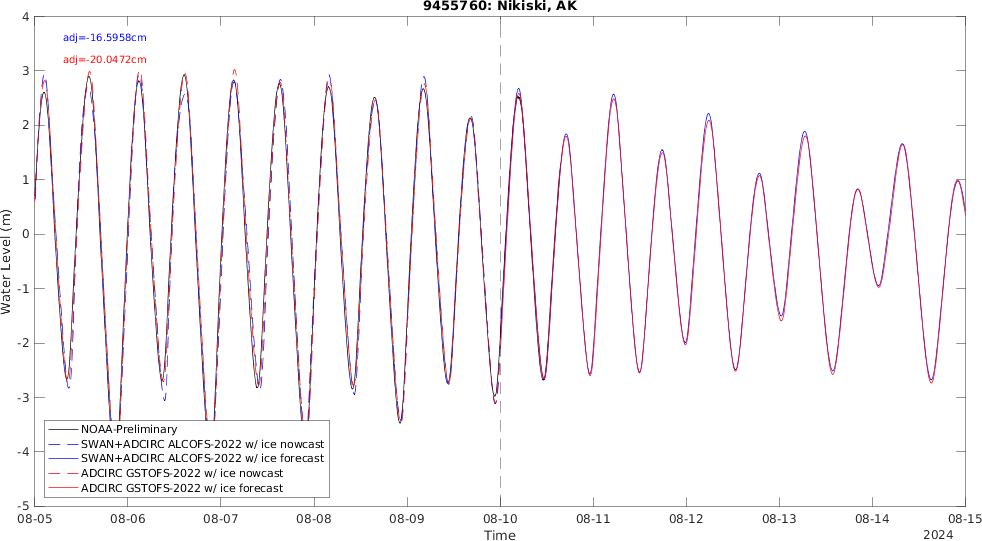 9455760: Nikiski, AK
adj=-16.5958cm
adj=-20.0472cm
4
3
2
1
0
-1
-2
-3
-4
-5
Water Level (m)
NOAA-Preliminary
SWAN+ADCIRC ALCOFS-2022 w/ ice nowcast
SWAN+ADCIRC ALCOFS-2022 w/ ice forecast
ADCIRC GSTOFS-2022 w/ ice nowcast
ADCIRC GSTOFS-2022 w/ ice forecast
08-05 08-06 08-07 08-08 08-09 08-10 08-11 08-12 08-13 08-14 08-15
Time
2024